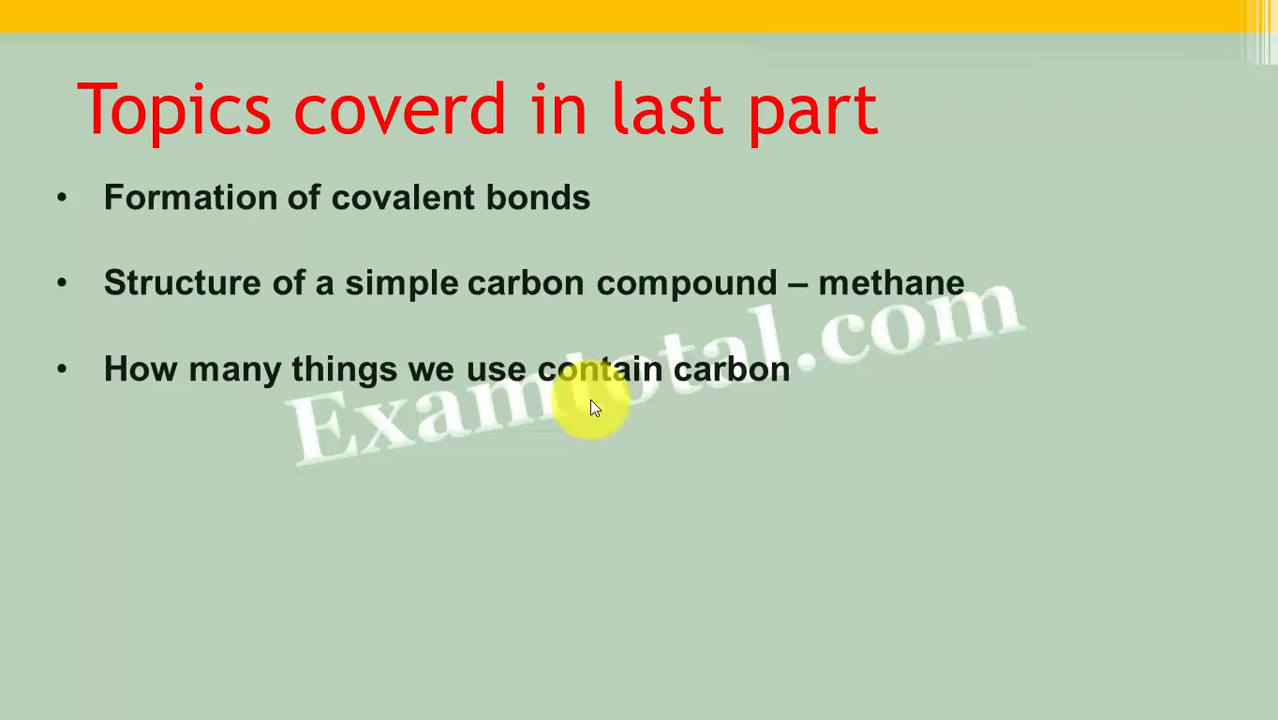 Topics coverd in last part
• Formation of covalent bonds
• Structure of a simple carbon compound – methane
• How many things we use contain carbon
Examtotal.com